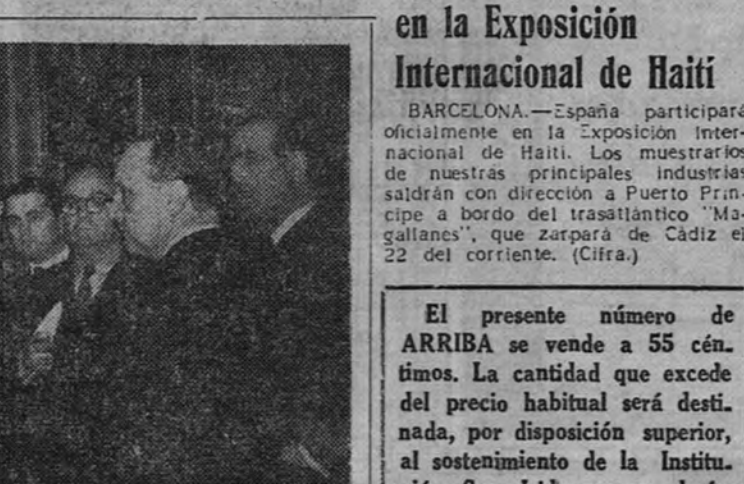 en la Exposición
Internacional de Haití
BARCELONA.—España participará
oficialmente en la Exposición Inter-
nacional de Haiti. Los muestrarios
de nuestras principales industrias
saldrán con dirección a Puerto Prín-
cipe a bordo del trasatlántico "Ma-
gallanes", que zarpará de Cádiz el
22 del corriente. (Cifra.)
El presente número de
ARRIBA se vende a 55 cén-
timos. La cantidad que excede
del precio habitual será desti-
nada, por disposición superior,
al sostenimiento de la Institu-